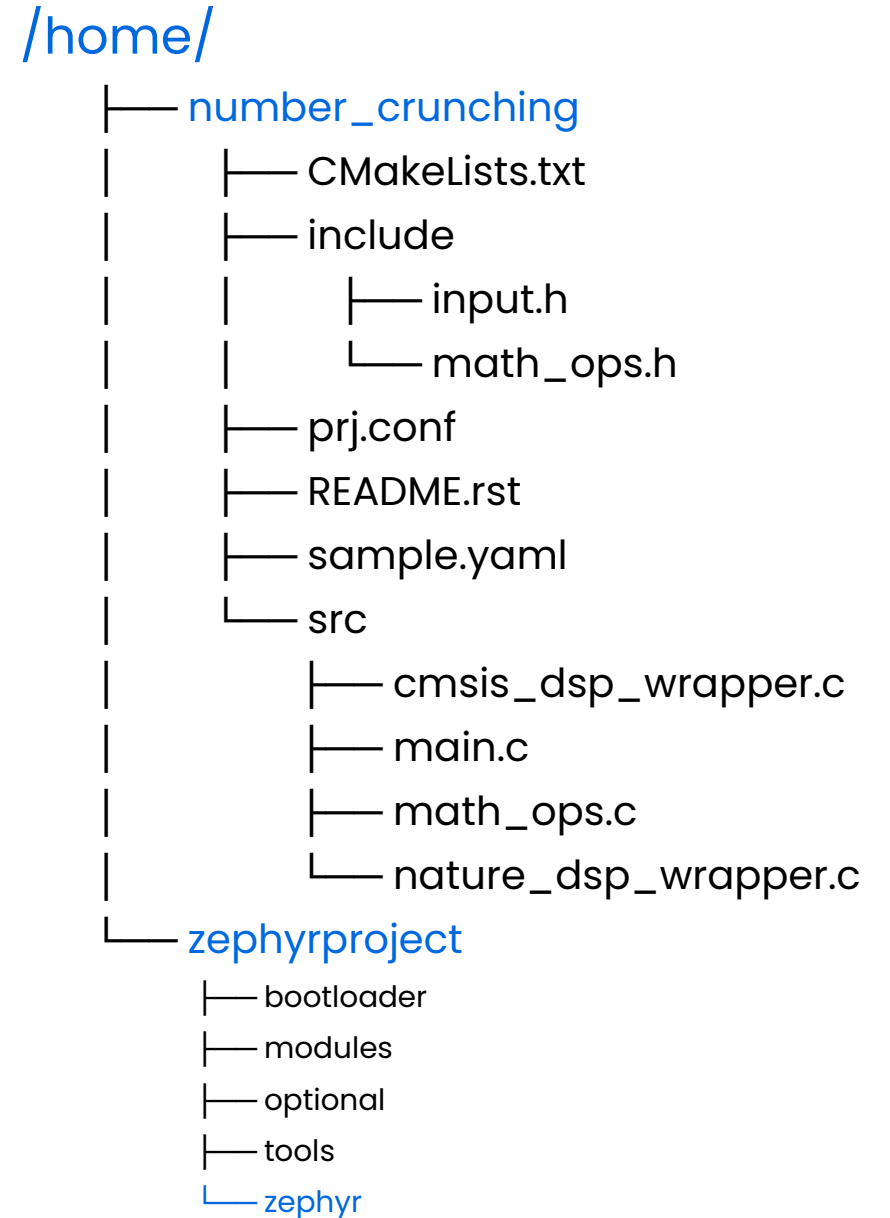 /home/
├── number_crunching
│   ├── CMakeLists.txt
│   ├── include
│   │   ├── input.h
│   │   └── math_ops.h
│   ├── prj.conf
│   ├── README.rst
│   ├── sample.yaml
│   └── src
│       ├── cmsis_dsp_wrapper.c
│       ├── main.c
│       ├── math_ops.c
│       └── nature_dsp_wrapper.c
└── zephyrproject
    ├── bootloader
    ├── modules
    ├── optional
    ├── tools
    └── zephyr